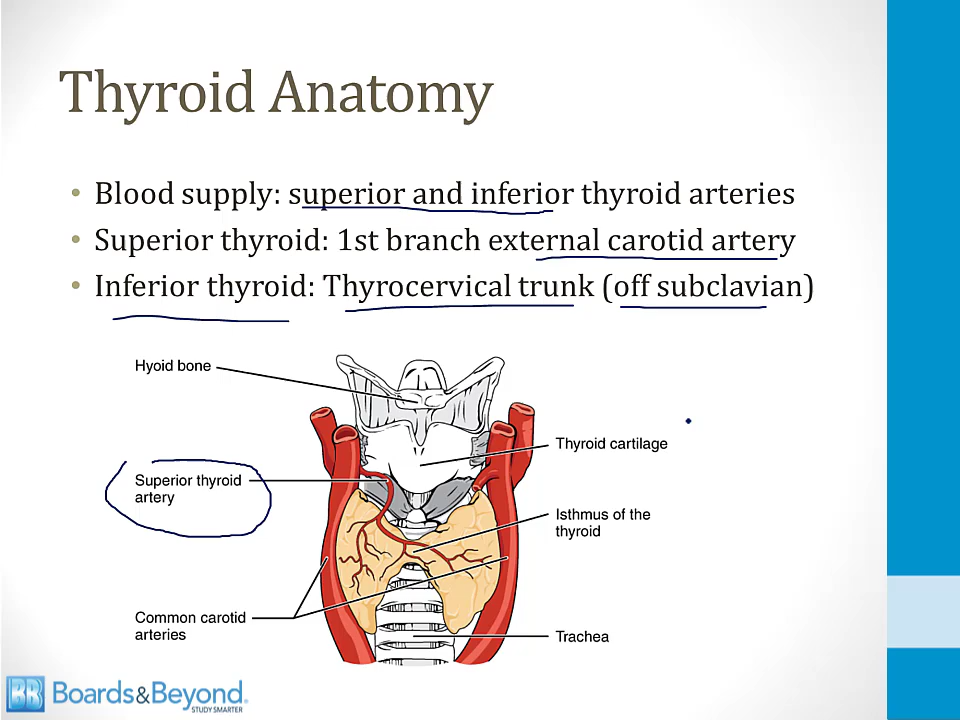 Thyroid Anatomy
• Blood supply: superior and inferior thyroid arteries
• Superior thyroid: 1st branch external carotid artery
• Inferior thyroid: Thyrocervical trunk (off subclavian)
Hyoid bone
Thyroid cartilage
Superior thyroid
artery
Isthmus of the
thyroid
Common carotid
arteries
Trachea
BB Boards&Beyond.
STUDY SMARTER